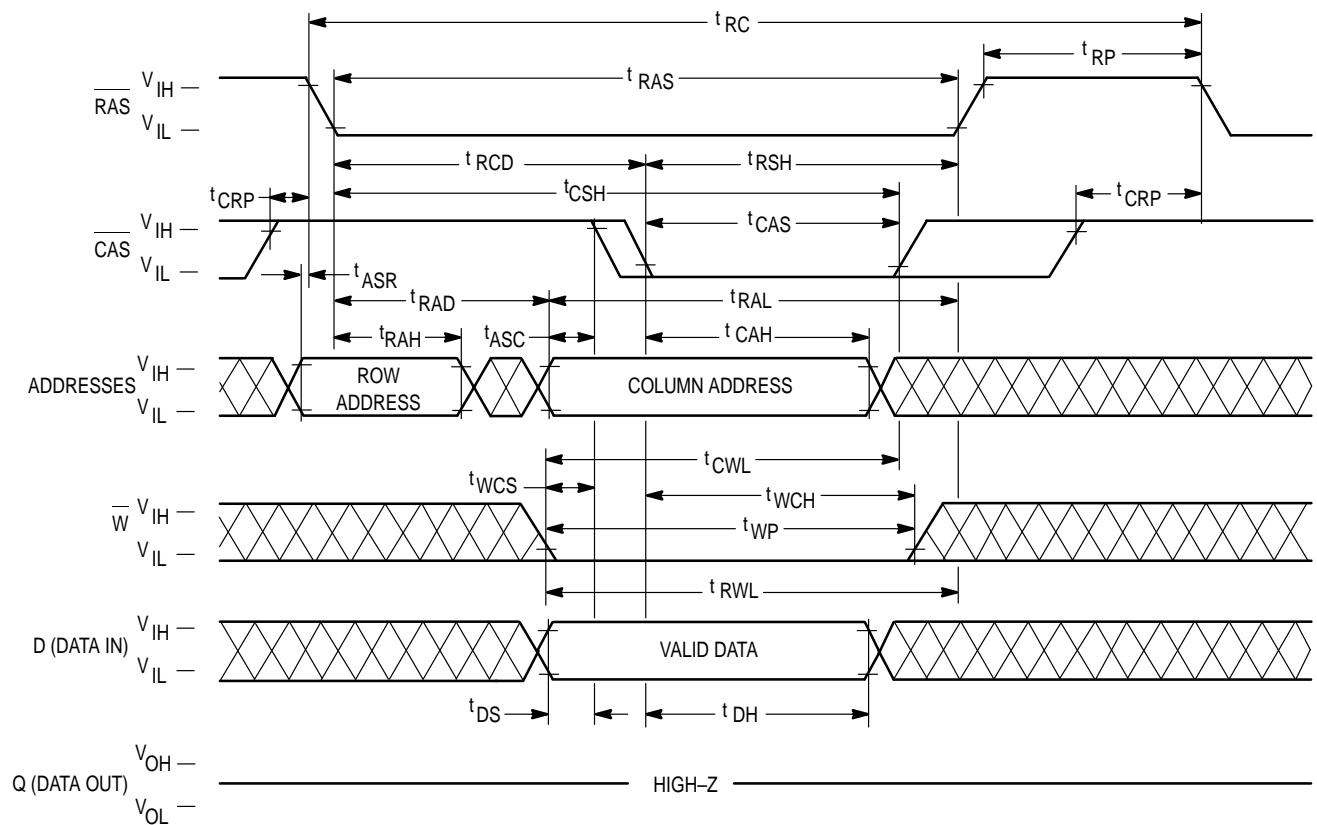 t RC
t RP
t RAS
RAS
V IH
V IL
t RCD
t RSH
t CRP
t CSH
t CRP
t CAS
CAS
V IH
V IL
t ASR
t RAD
t RAL
t RAH
t ASC
t CAH
ADDRESSES
V IH
V IL
ROW
ADDRESS
COLUMN ADDRESS
t CWL
t WCS
t WCH
W
V IH
V IL
t WP
t RWL
D (DATA IN)
V IH
V IL
VALID DATA
t DS
t DH
Q (DATA OUT)
V OH
V OL
HIGH–Z